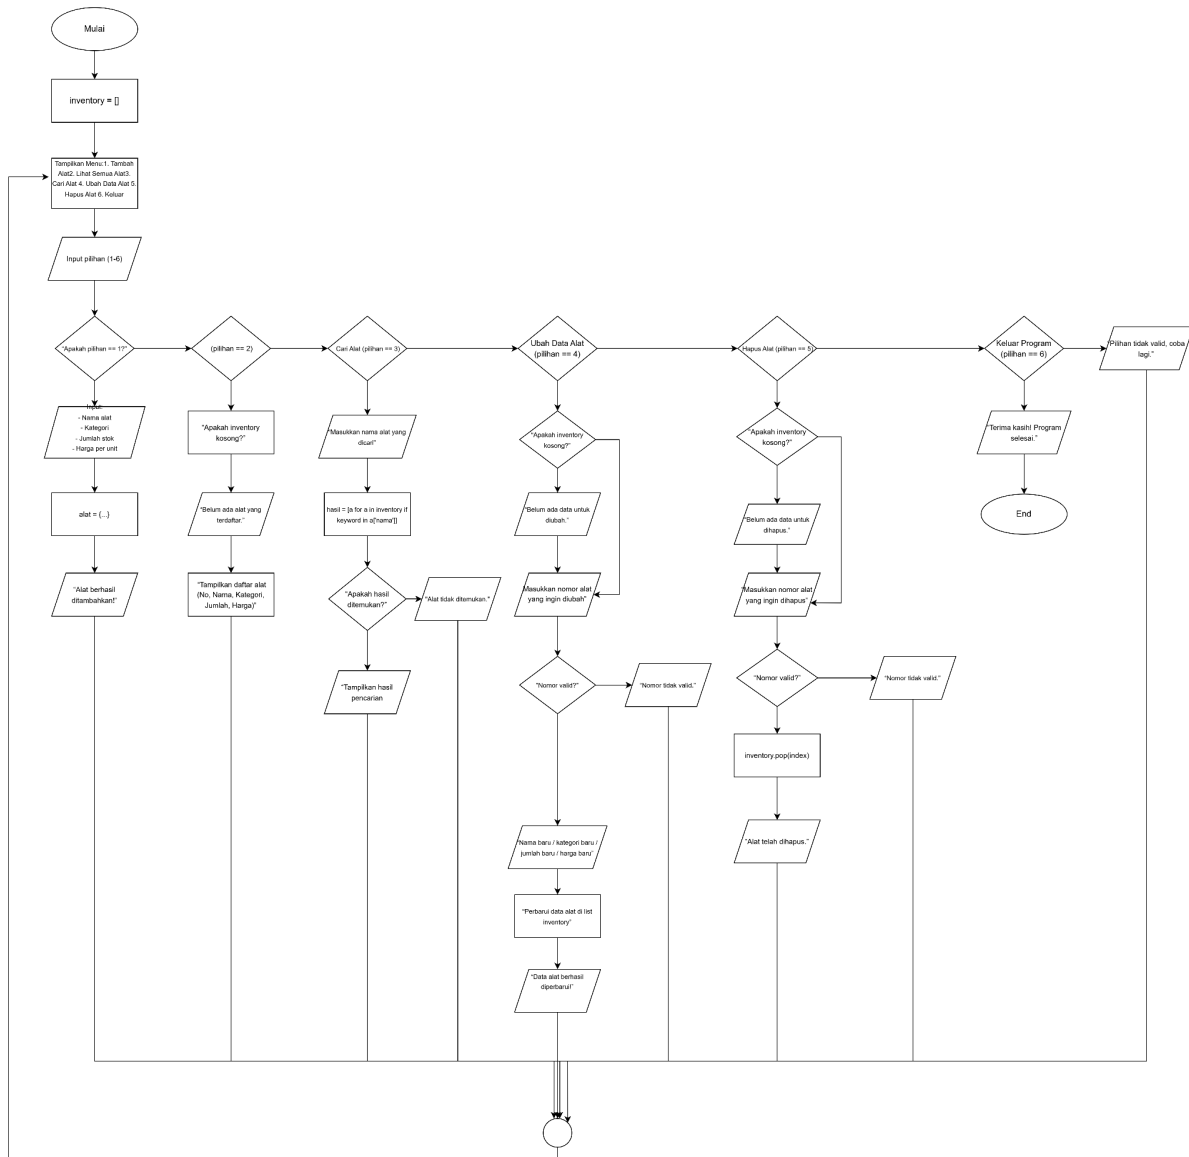 Mulai
inventory = []
Tampilkan Menu:1. Tambah
Alat2. Lihat Semua Alat3.
Cari Alat 4. Ubah Data Alat 5.
Hapus Alat 6. Keluar
Input pilihan (1-6)
"Apakah pilihan == 1?"
(pilihan == 2)
Cari Alat (pilihan == 3)
Ubah Data Alat
(pilihan == 4)
Hapus Alat (pilihan == 5)
Keluar Program
(pilihan == 6)
"Pilihan tidak valid, coba
lagi."
Input:
- Nama alat
- Kategori
- Jumlah stok
- Harga per unit
alat = {...}
"Alat berhasil
ditambahkan!"
"Apakah inventory
kosong?"
"Belum ada alat yang
terdaftar."
"Tampilkan daftar alat
(No, Nama, Kategori,
Jumlah, Harga)"
"Masukkan nama alat yang
dicari"
hasil = [a for a in inventory if
keyword in a['nama']]
"Apakah hasil
ditemukan?"
"Alat tidak ditemukan."
"Tampilkan hasil
pencarian
"Apakah inventory
kosong?"
"Belum ada data untuk
diubah."
"Masukkan nomor alat
yang ingin diubah"
"Nomor valid?"
"Nomor tidak valid."
"Nama baru / kategori baru /
jumlah baru / harga baru"
"Perbarui data alat di list
inventory"
"Data alat berhasil
diperbarui!"
"Apakah inventory
kosong?"
"Belum ada data untuk
dihapus."
"Masukkan nomor alat
yang ingin dihapus"
"Nomor valid?"
"Nomor tidak valid."
inventory.pop(index)
"Alat telah dihapus."
"Terima kasih! Program
selesai."
End